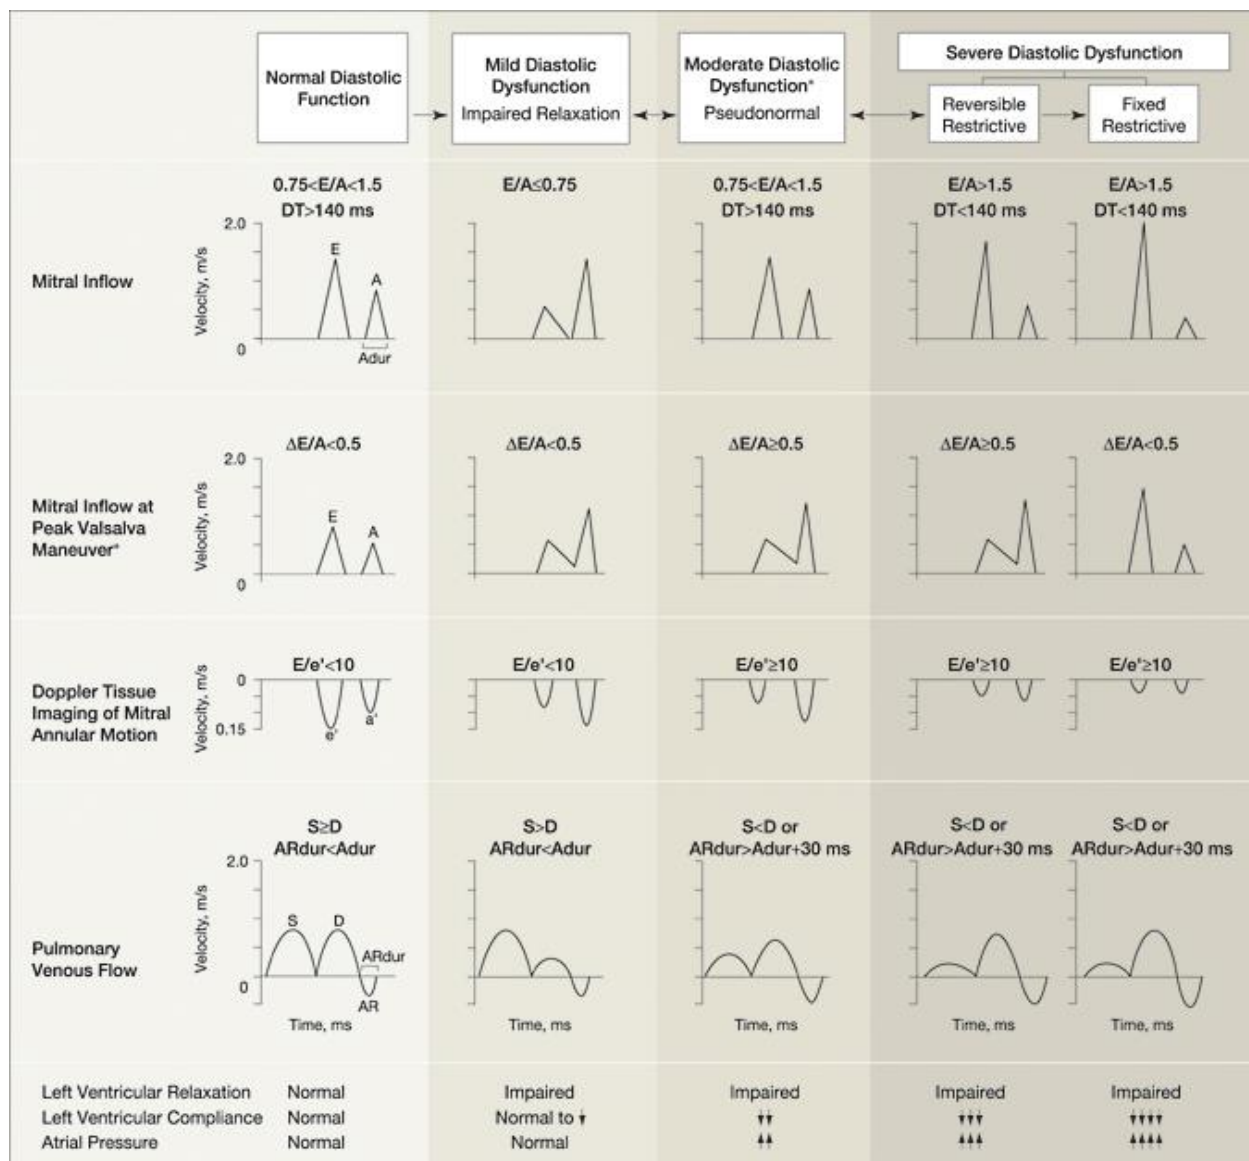 Normal Diastolic
Function
Mild Diastolic
Dysfunction
Impaired Relaxation
Moderate Diastolic
Dysfunction*
Pseudonormal
Severe Diastolic Dysfunction
Reversible
Restrictive
Fixed
Restrictive
Mitral Inflow
Velocity, m/s
2.0
0
0.75<E/A<1.5
DT>140 ms
E
A
Adur
E/A≤0.75
0.75<E/A<1.5
DT>140 ms
E/A>1.5
DT<140 ms
E/A>1.5
DT<140 ms
Mitral Inflow at
Peak Valsalva
Maneuver*
Velocity, m/s
2.0
0
ΔE/A<0.5
E
A
ΔE/A<0.5
ΔE/A≥0.5
ΔE/A≥0.5
ΔE/A<0.5
Doppler Tissue
Imaging of Mitral
Annular Motion
Velocity, m/s
0
0.15
E/e'<10
e'
a'
E/e'<10
E/e'≥10
E/e'≥10
E/e'≥10
Pulmonary
Venous Flow
Velocity, m/s
2.0
0
S≥D
ARdur<Adur
S
D
ARdur
AR
Time, ms
S>D
ARdur<Adur
Time, ms
S<D or
ARdur>Adur+30 ms
Time, ms
S<D or
ARdur>Adur+30 ms
Time, ms
S<D or
ARdur>Adur+30 ms
Time, ms
Left Ventricular Relaxation Normal Impaired Impaired Impaired Impaired
Left Ventricular Compliance Normal Normal to ↓ ↓↓ ↓↓↓ ↓↓↓↓
Atrial Pressure Normal Normal ↑↑ ↑↑↑ ↑↑↑↑